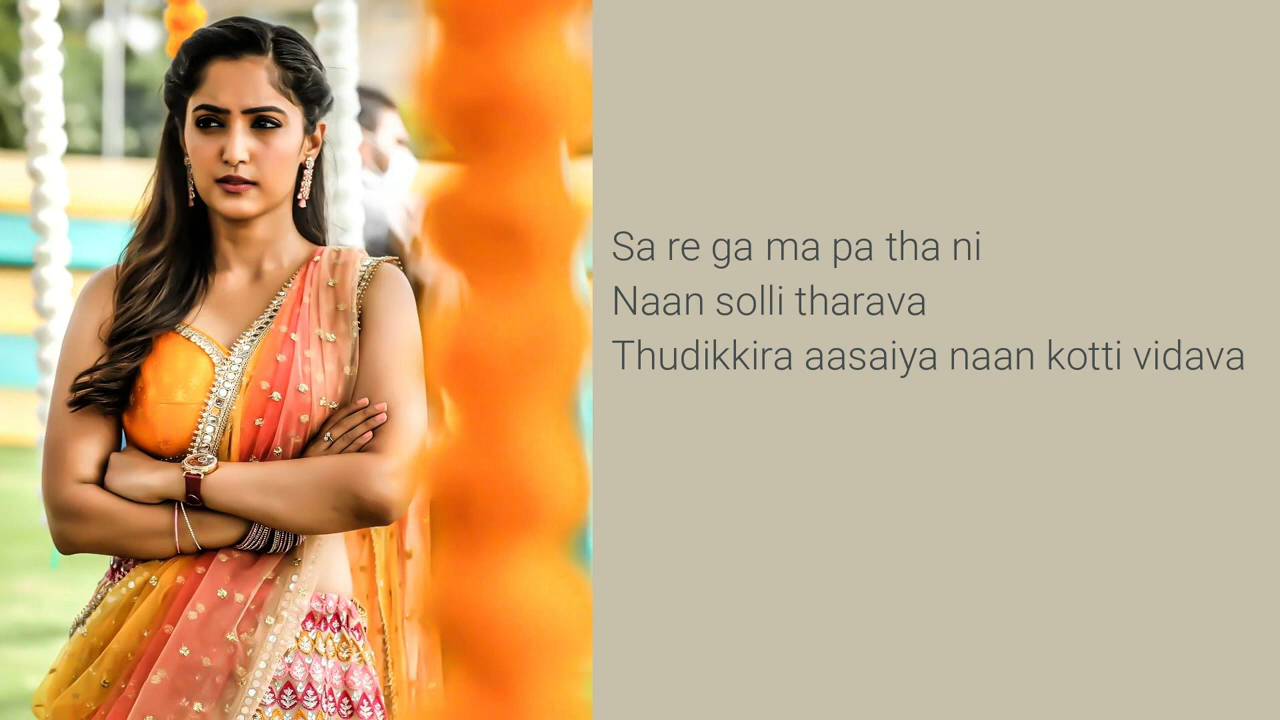 Sa re ga ma pa tha ni
Naan solli tharava
Thudikkira aasaiya naan kotti vidava